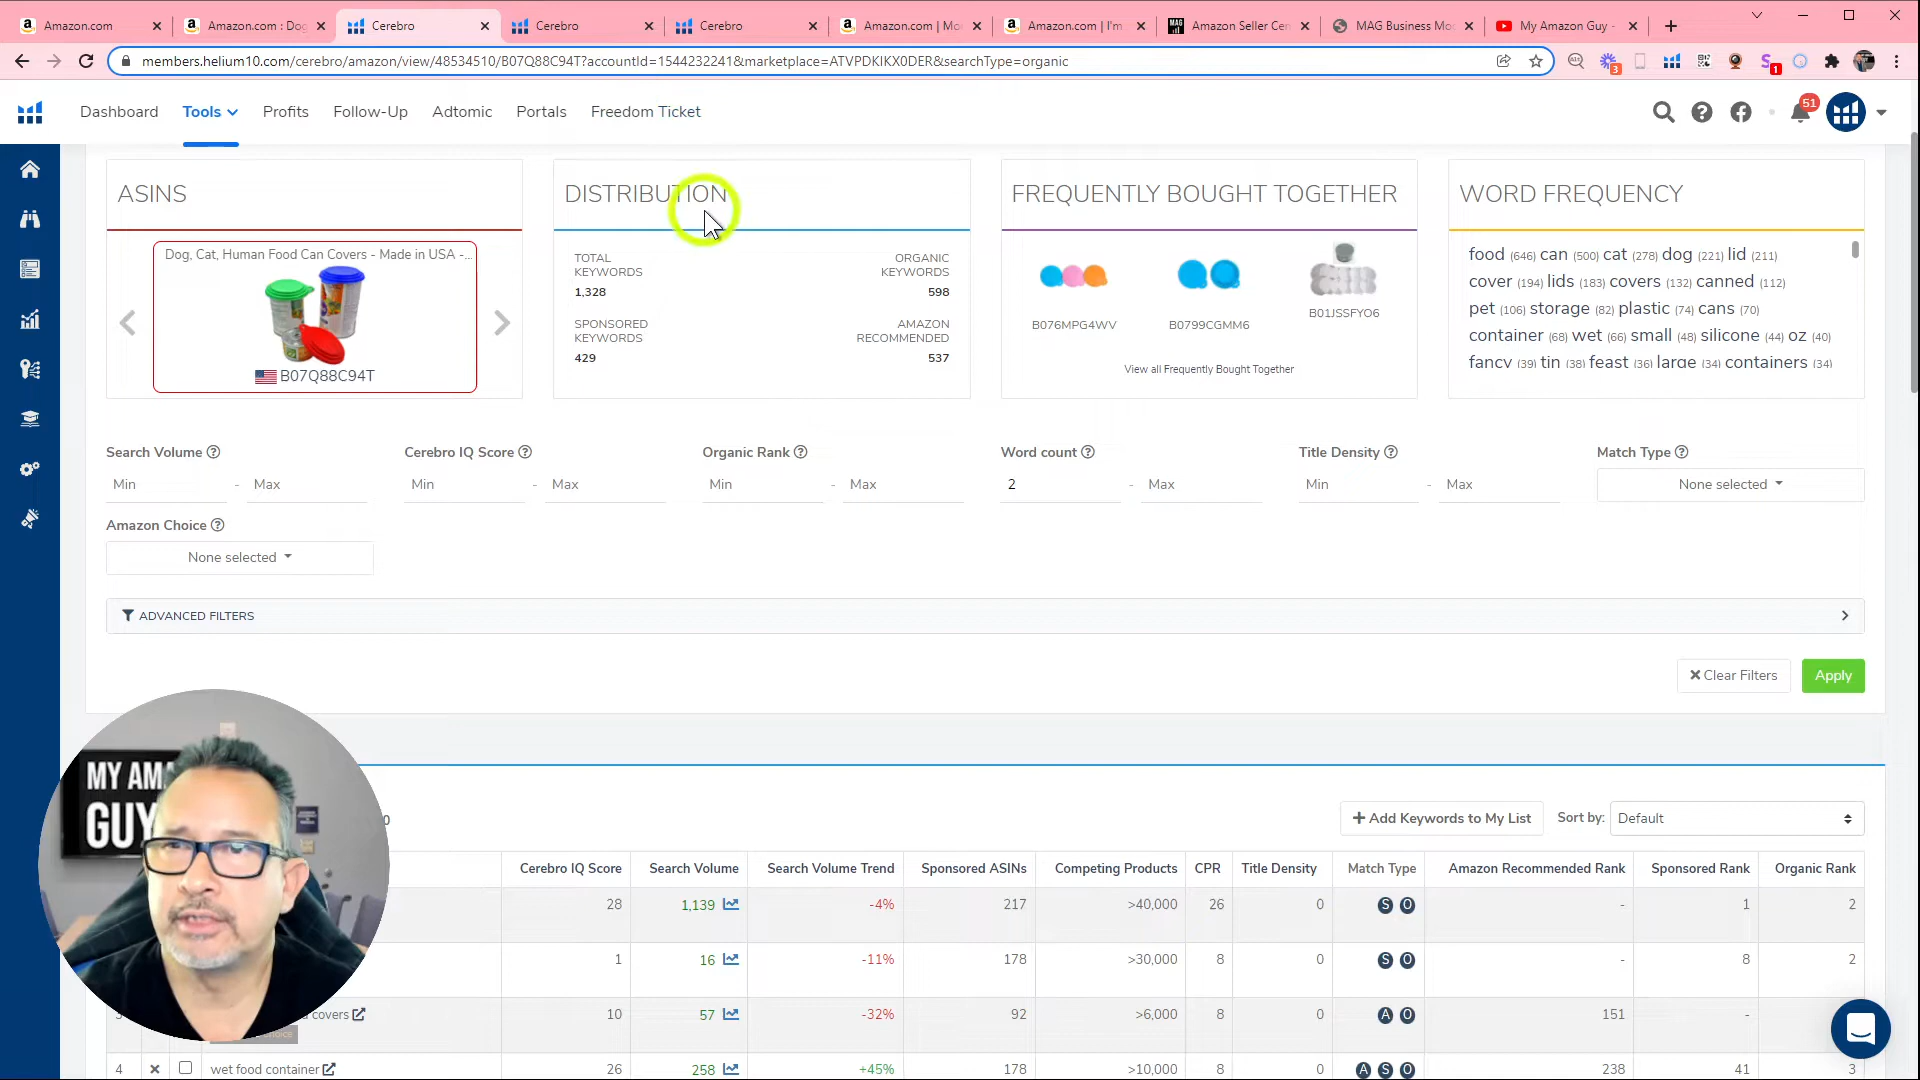 Amazon.com
Amazon.com : Dog
Cerebro
Cerebro
Cerebro
Amazon.com | Mo
Amazon.com | I'm
Amazon Seller Cen
MAG Business Mo
My Amazon Guy -
members.helium10.com/cerebro/amazon/view/48534510/B07Q88C94T?accountId=1544232241&marketplace=ATVPDKIKX0DER&searchType=organic
3
1
Dashboard Tools Profits Follow-Up Adtomic Portals Freedom Ticket
51
ASINS
Dog, Cat, Human Food Can Covers - Made in USA -...
B07Q88C94T
DISTRIBUTION
TOTAL KEYWORDS
1,328
ORGANIC KEYWORDS
598
SPONSORED KEYWORDS
429
AMAZON RECOMMENDED
537
FREQUENTLY BOUGHT TOGETHER
B076MPG4WV
B0799CGMM6
B01JSSFYO6
View all Frequently Bought Together
WORD FREQUENCY
food (646) can (500) cat (278) dog (221) lid (211)
cover (194) lids (183) covers (132) canned (112)
pet (106) storage (82) plastic (74) cans (70)
container (68) wet (66) small (48) silicone (44) oz (40)
fancy (39) tin (38) feast (36) large (34) containers (34)
Search Volume
Min - Max
Cerebro IQ Score
Min - Max
Organic Rank
Min - Max
Word count
2 - Max
Title Density
Min - Max
Match Type
None selected
Amazon Choice
None selected
ADVANCED FILTERS
Clear Filters
Apply
MY AMA
GUY
0
Add Keywords to My List
Sort by: Default
Cerebro IQ Score Search Volume Search Volume Trend Sponsored ASINs Competing Products CPR Title Density Match Type Amazon Recommended Rank Sponsored Rank Organic Rank
28 1,139 -4% 217 >40,000 26 0 S O - 1 2
1 16 -11% 178 >30,000 8 0 S O - 8 2
covers 10 57 -32% 92 >6,000 8 0 A O 151 -
4 wet food container 26 258 +45% 178 >10,000 8 0 A S O 238 41 3